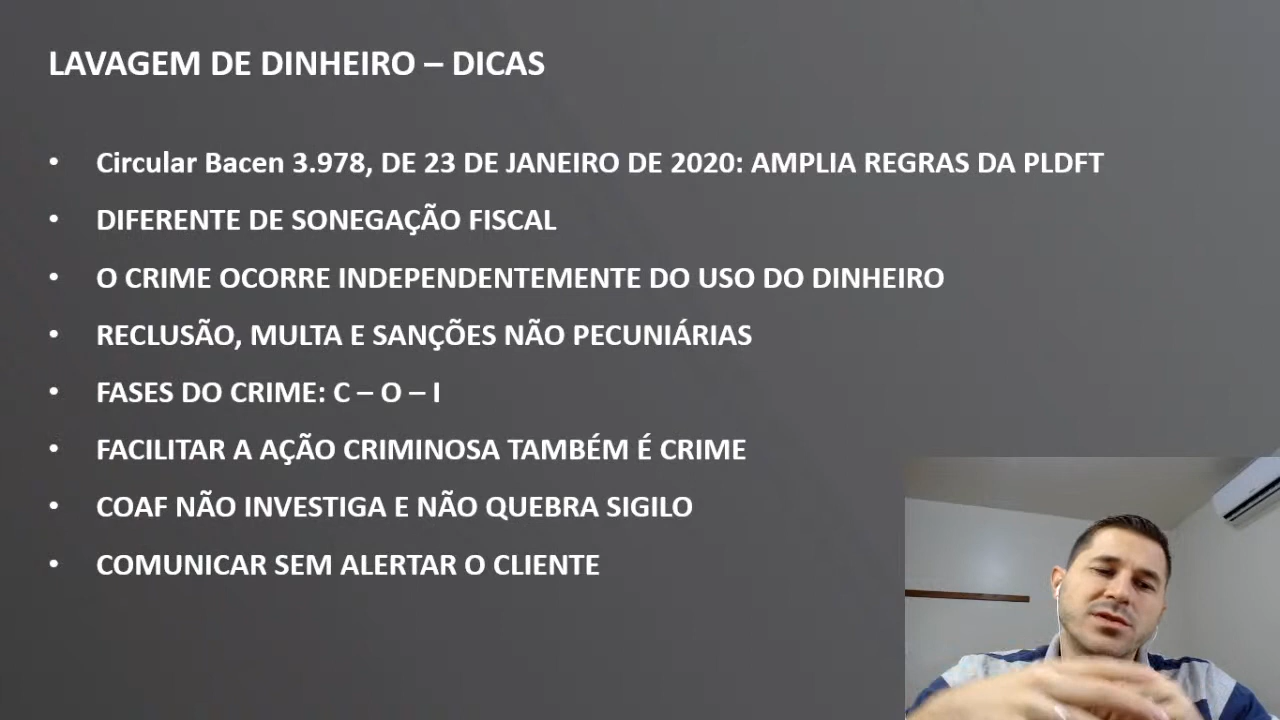 LAVAGEM DE DINHEIRO – DICAS
• Circular Bacen 3.978, DE 23 DE JANEIRO DE 2020: AMPLIA REGRAS DA PLDFT
• DIFERENTE DE SONEGAÇÃO FISCAL
• O CRIME OCORRE INDEPENDENTEMENTE DO USO DO DINHEIRO
• RECLUSÃO, MULTA E SANÇÕES NÃO PECUNIÁRIAS
• FASES DO CRIME: C – O – I
• FACILITAR A AÇÃO CRIMINOSA TAMBÉM É CRIME
• COAF NÃO INVESTIGA E NÃO QUEBRA SIGILO
• COMUNICAR SEM ALERTAR O CLIENTE